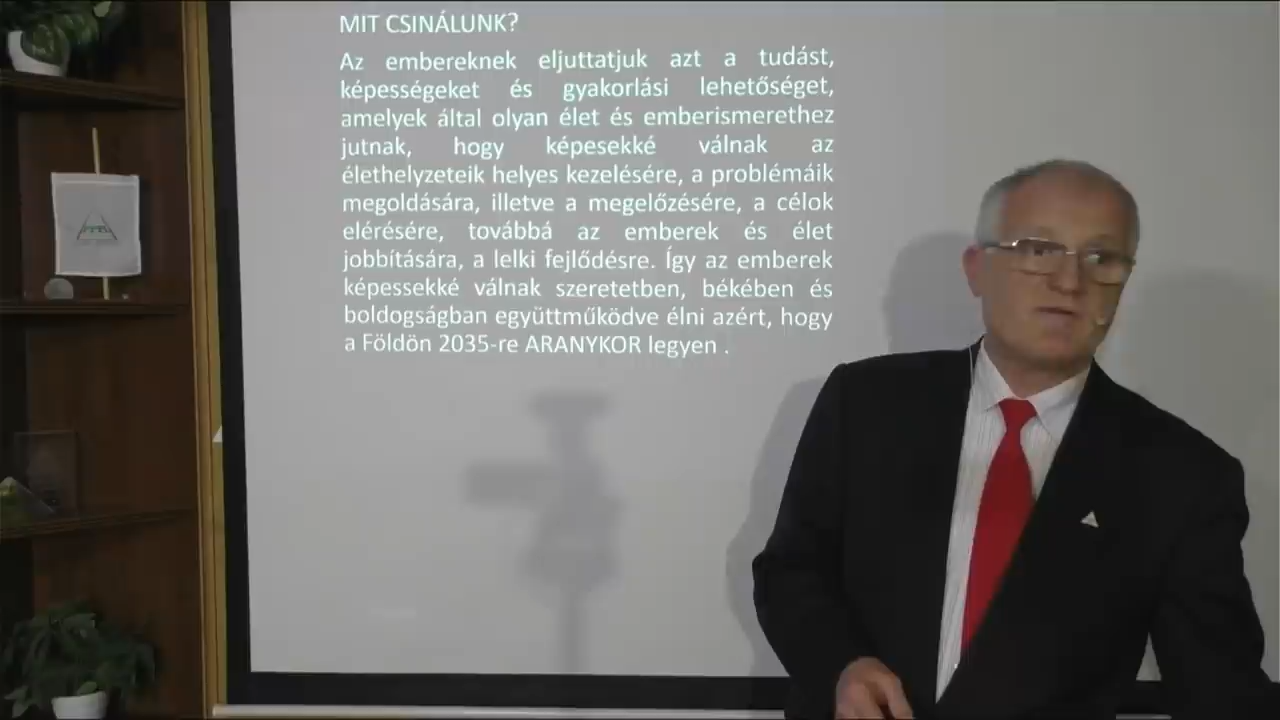 MIT CSINÁLUNK?
Az embereknek eljuttatjuk azt a tudást,
képességeket és gyakorlási lehetőséget,
amelyek által olyan élet és emberismerethez
jutnak, hogy képesekké válnak az
élethelyzeteik helyes kezelésére, a problémáik
megoldására, illetve a megelőzésére, a célok
elérésére, továbbá az emberek és élet
jobbítására, a lelki fejlődésre. Így az emberek
képessekké válnak szeretetben, békében és
boldogságban együttműködve élni azért, hogy
a Földön 2035-re ARANYKOR legyen .